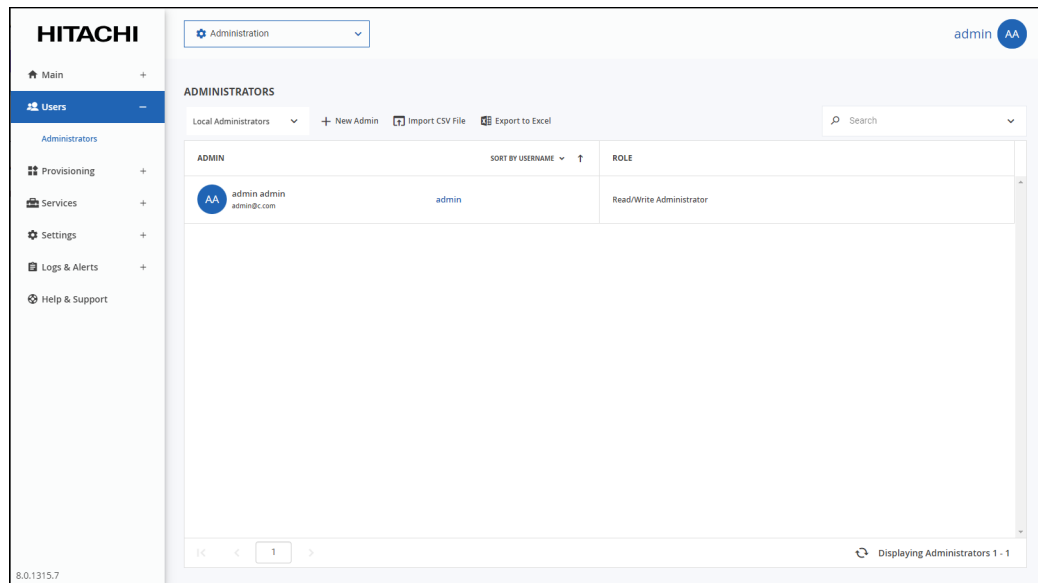 HITACHI
Administration
admin AA
Main
Users
Administrators
Provisioning
Services
Settings
Logs & Alerts
Help & Support
8.0.1315.7
ADMINISTRATORS
Local Administrators New Admin Import CSV File Export to Excel Search
ADMIN SORT BY USERNAME ROLE
AA admin admin admin Read/Write Administrator
admin@c.com
1 Displaying Administrators 1 - 1